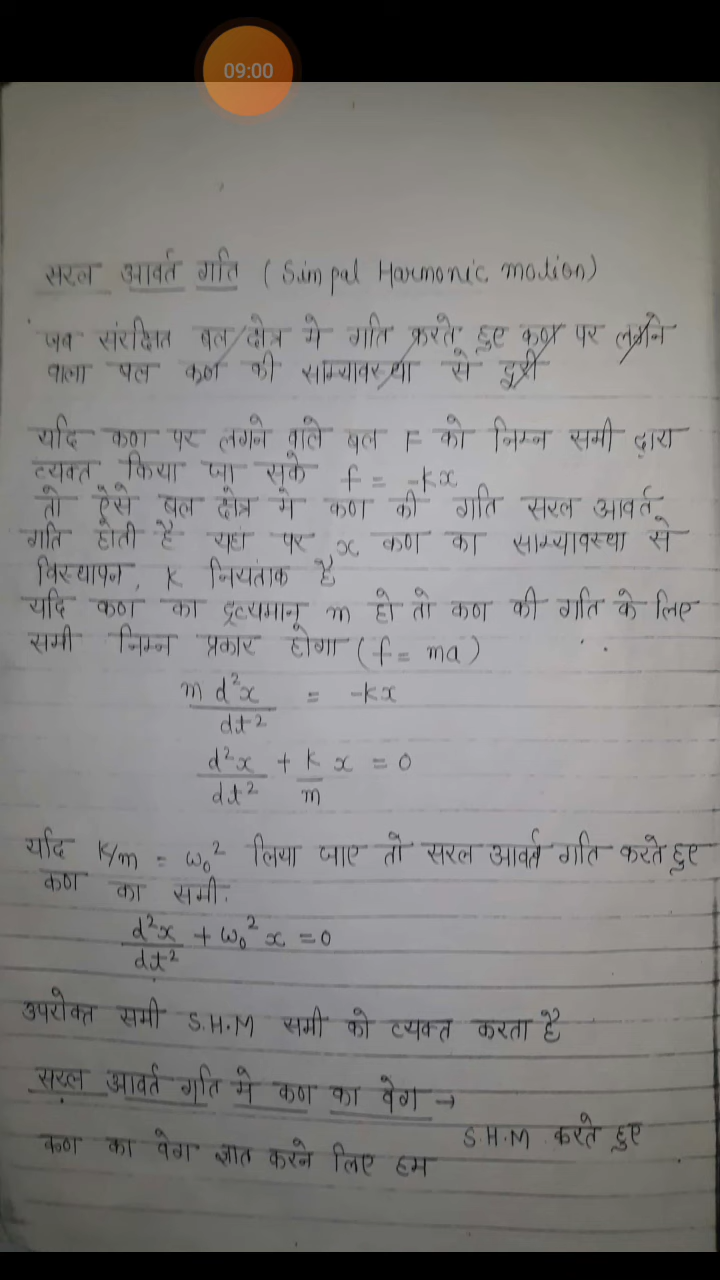 09:00
सरल आवर्त गति (Simpal Harmonic motion)
जब संरक्षित बल क्षेत्र मे गति करते हुए कण पर लगने
वाला बल कण की साम्यावस्था से दूरी
यदि कण पर लगने वाले बल F को निम्न समी द्वारा
व्यक्त किया जा सके f = -kx
तो ऐसे बल क्षेत्र मे कण की गति सरल आवर्त
गति होती है यहां पर x कण का साम्यावस्था से
विस्थापन, K नियतांक है
यदि कण का द्रव्यमान m हो तो कण की गति के लिए
समी निम्न प्रकार होगा (f = ma)
m d²x/dt² = -kx
d²x/dt² + k/m x = 0
यदि K/m = ω₀² लिया जाए तो सरल आवर्त गति करते हुए
कण का समी.
d²x/dt² + ω₀² x = 0
उपरोक्त समी S.H.M समी को व्यक्त करता है
सरल आवर्त गति मे कण का वेग →
S.H.M करते हुए
कण का वेग ज्ञात करने लिए हम